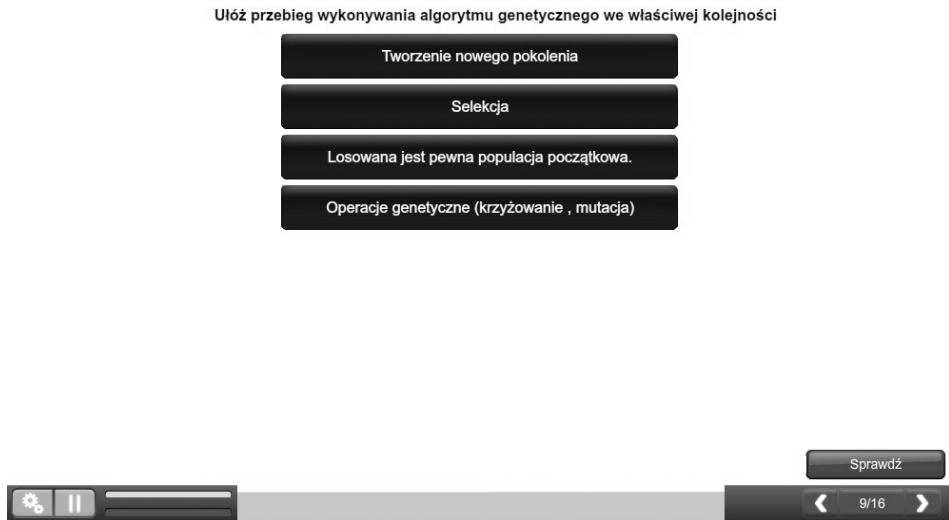 Ułóż przebieg wykonywania algorytmu genetycznego we właściwej kolejności
Tworzenie nowego pokolenia
Selekcja
Losowana jest pewna populacja początkowa.
Operacje genetyczne (krzyżowanie , mutacja)
Sprawdź
9/16